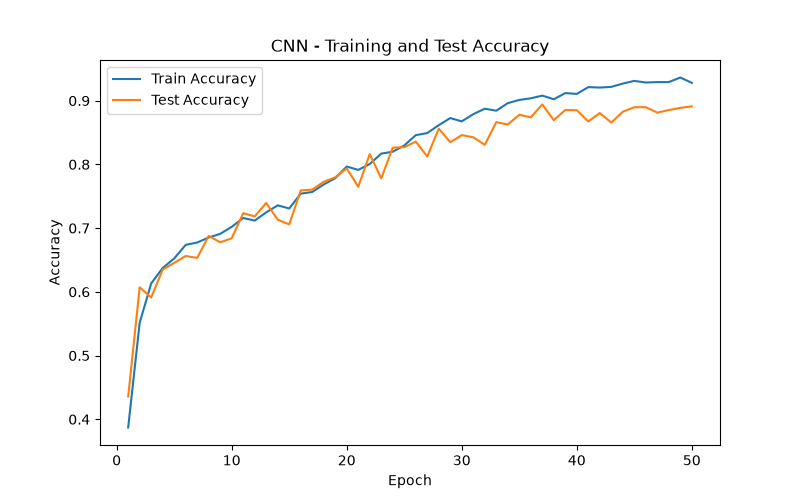 CNN - Training and Test Accuracy
Train Accuracy
Test Accuracy
Accuracy
0.9
0.8
0.7
0.6
0.5
0.4
0 10 20 30 40 50
Epoch